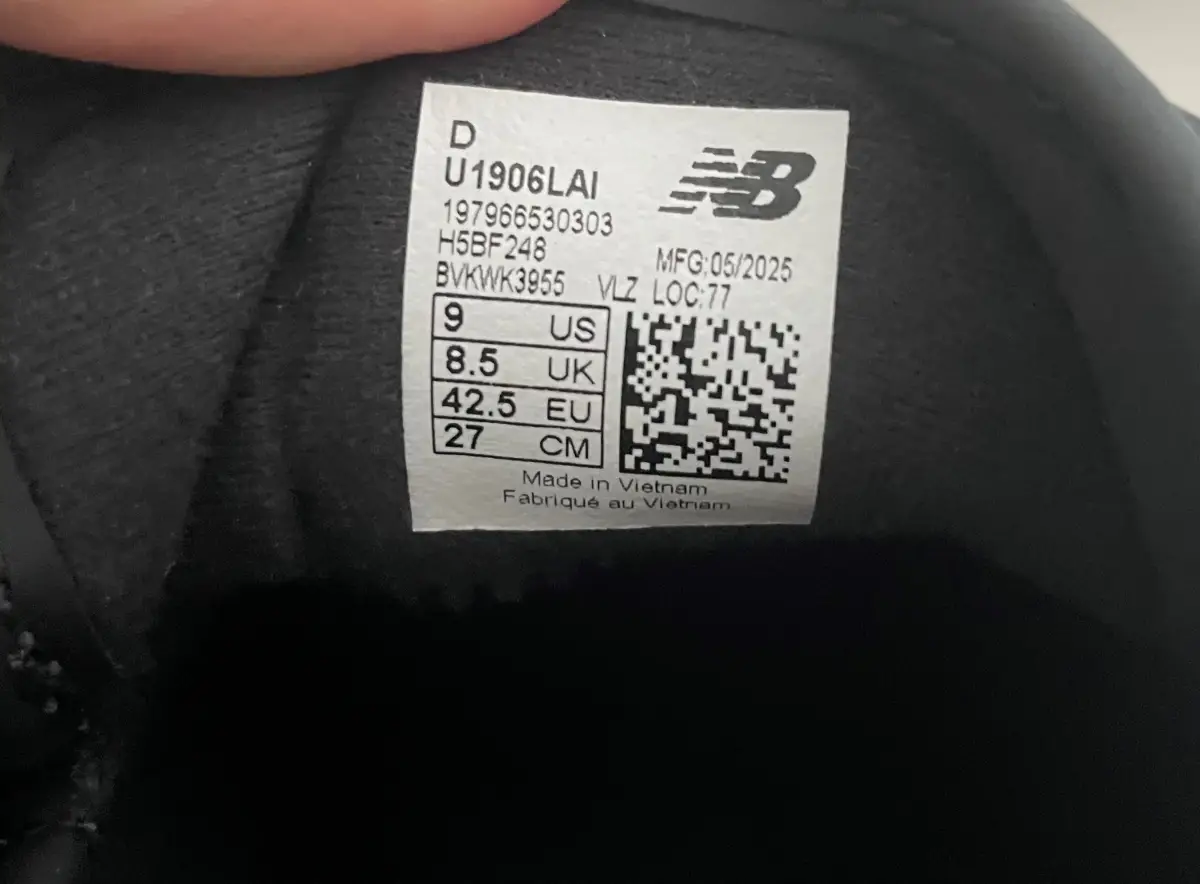 D
U1906LAI
NB
197966530303
H5BF248
MFG:05/2025
BVKWK3955 VLZ LOC:77
9 US
8.5 UK
42.5 EU
27 CM
Made in Vietnam
Fabriqué au Vietnam